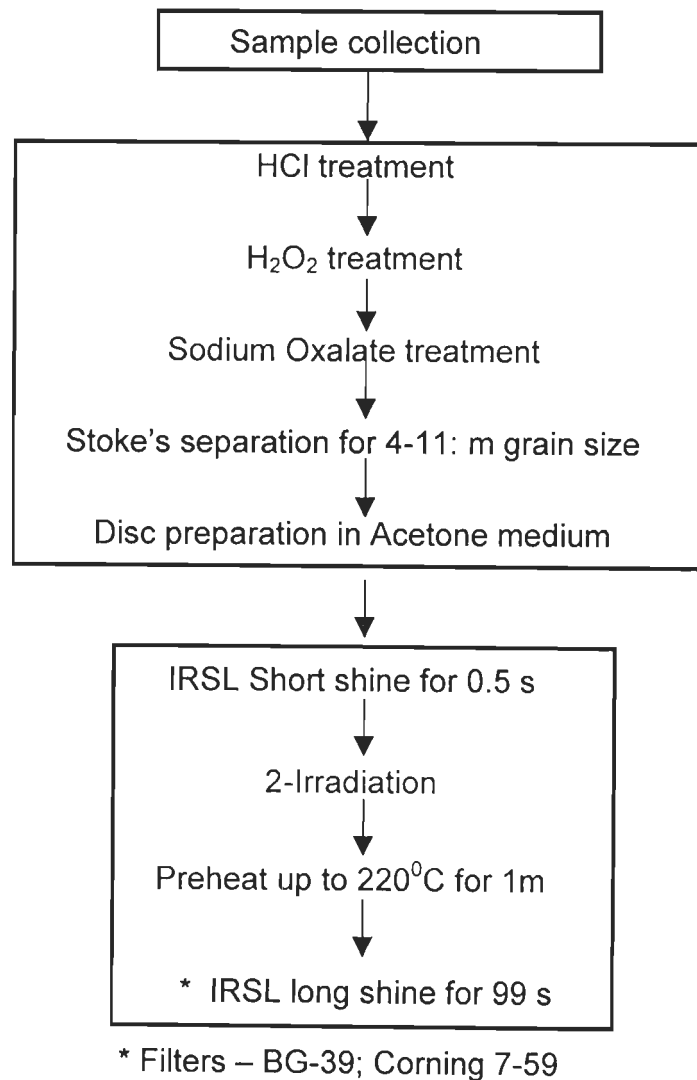 Sample collection
HCl treatment
H₂O₂ treatment
Sodium Oxalate treatment
Stoke's separation for 4-11: m grain size
Disc preparation in Acetone medium
IRSL Short shine for 0.5 s
2-Irradiation
Preheat up to 220⁰C for 1m
* IRSL long shine for 99 s
* Filters – BG-39; Corning 7-59